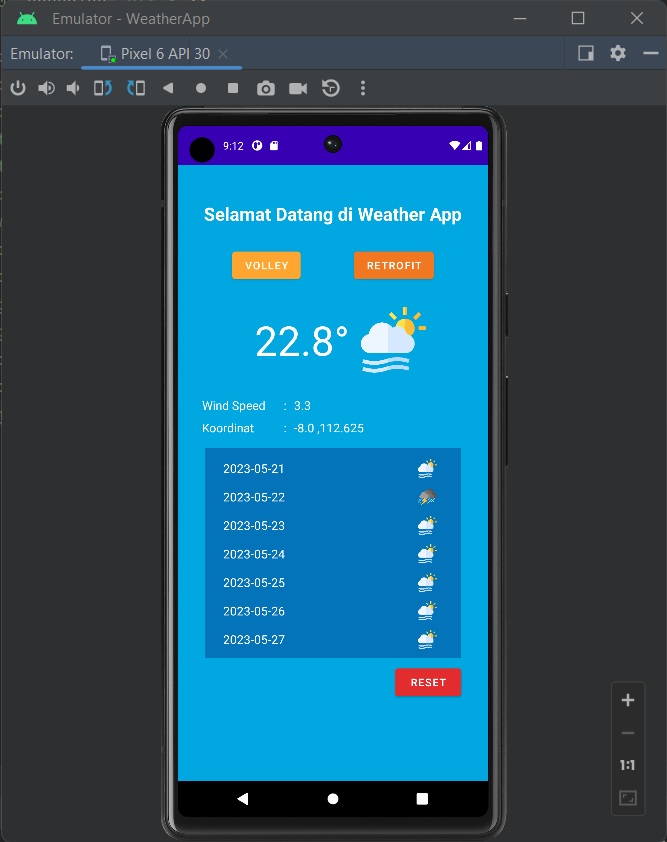 Emulator - WeatherApp
Emulator: Pixel 6 API 30
9:12
Selamat Datang di Weather App
VOLLEY RETROFIT
22.8°
Wind Speed : 3.3
Koordinat : -8.0 ,112.625
2023-05-21
2023-05-22
2023-05-23
2023-05-24
2023-05-25
2023-05-26
2023-05-27
RESET
1:1